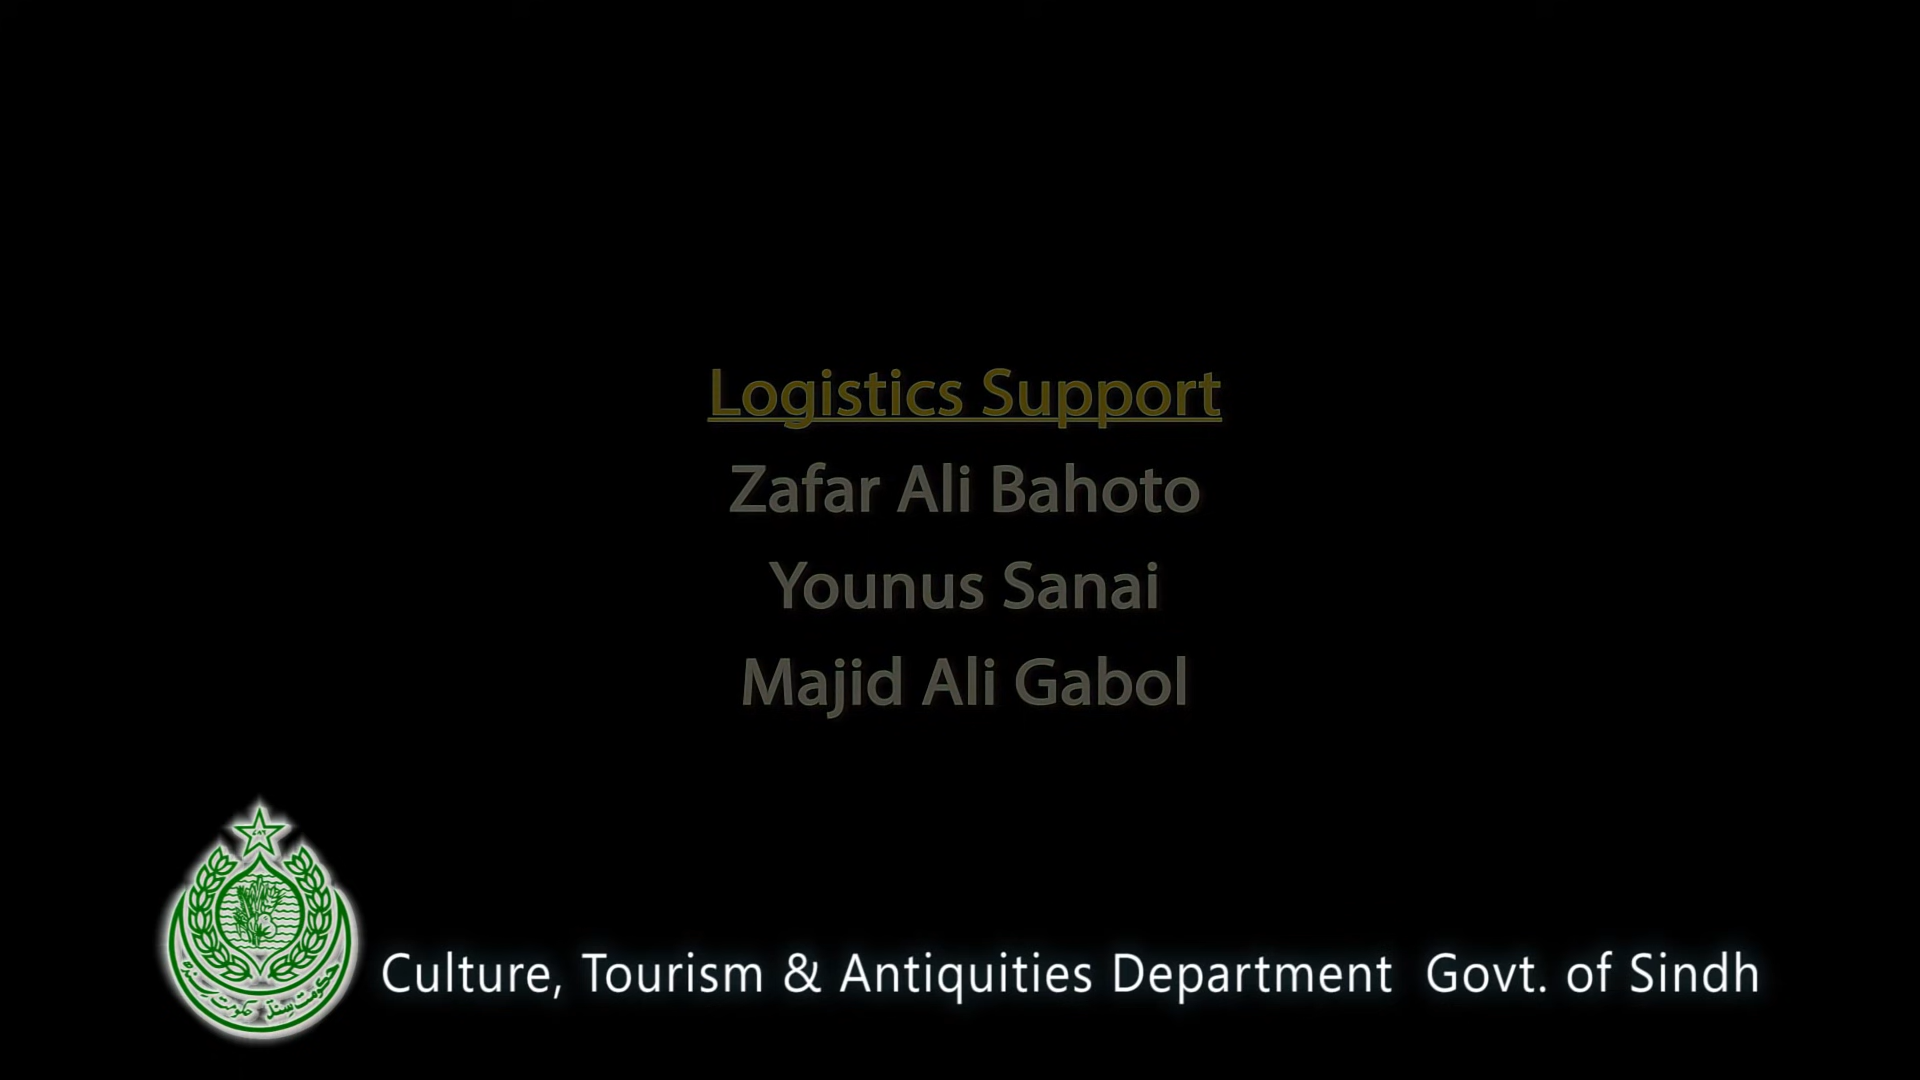 Logistics Support
Zafar Ali Bahoto
Younus Sanai
Majid Ali Gabol
Culture, Tourism & Antiquities Department Govt. of Sindh